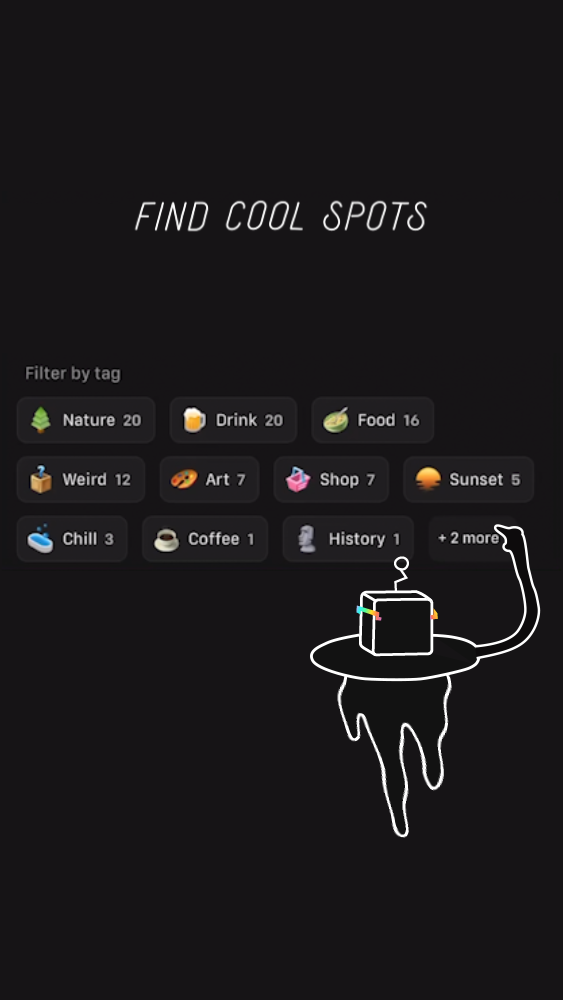 FIND COOL SPOTS
Filter by tag
Nature 20 Drink 20 Food 16
Weird 12 Art 7 Shop 7 Sunset 5
Chill 3 Coffee 1 History 1 + 2 more